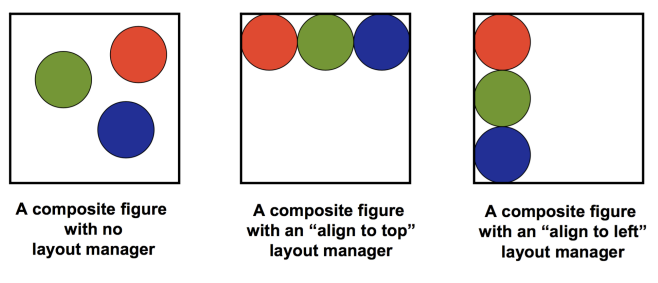 A composite figure
with no
layout manager
A composite figure
with an “align to top”
layout manager
A composite figure
with an “align to left”
layout manager